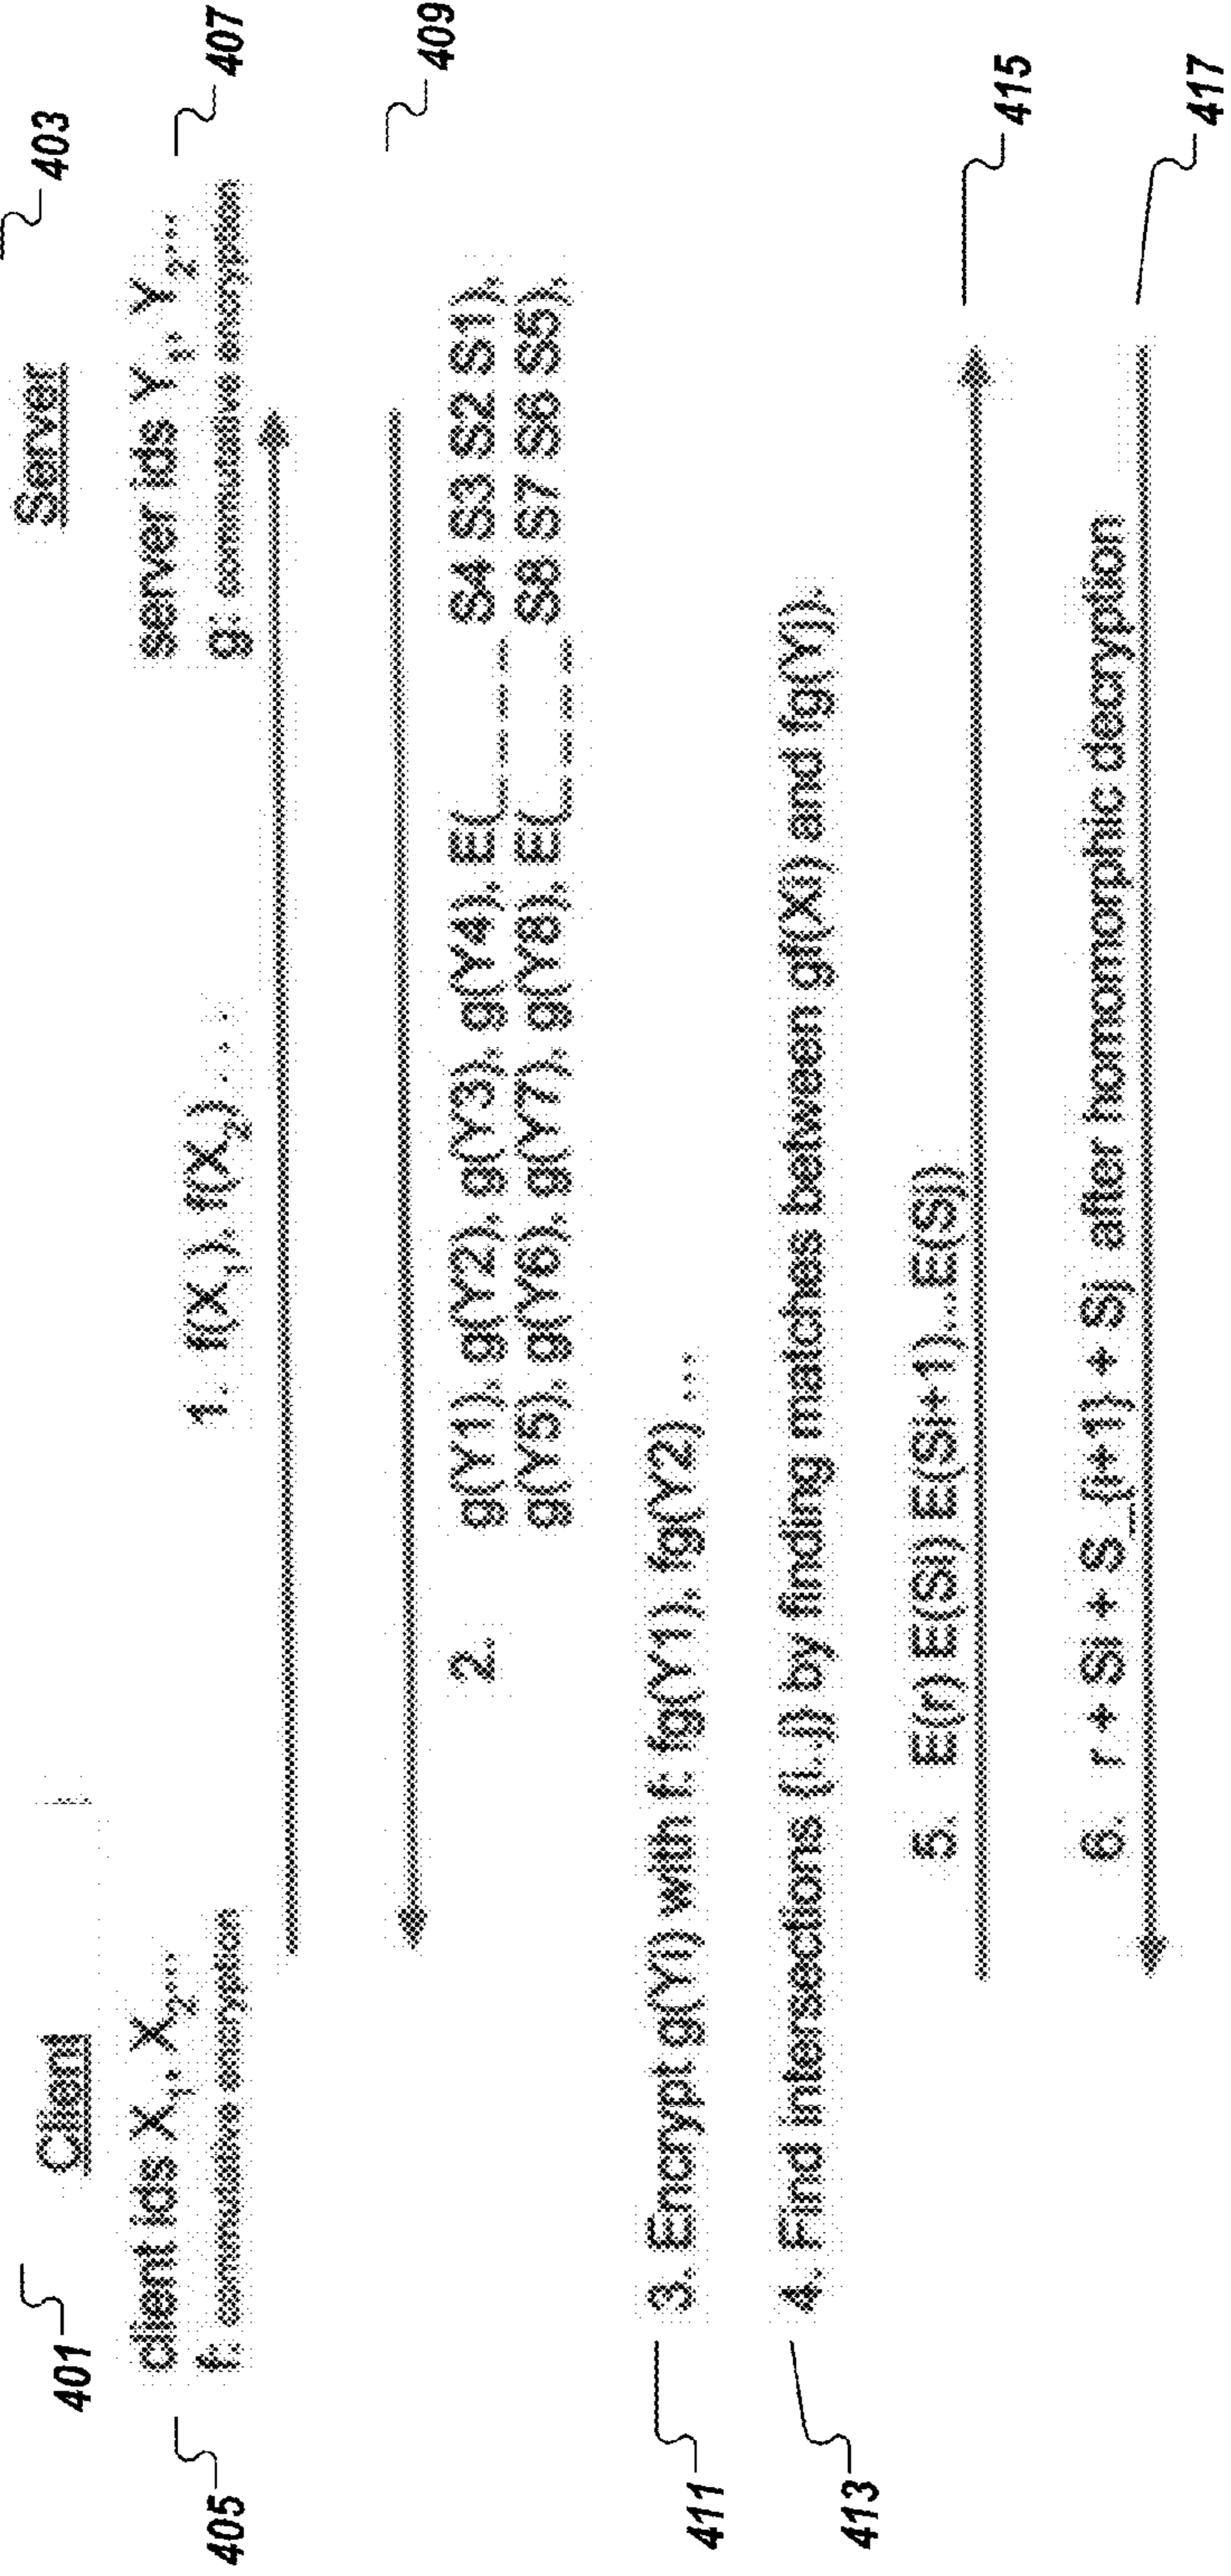 401
Client
Server
403
405
client ids X1, X2...
server ids Y1, Y2...
407
f: commutative encryption
g: commutative encryption
1. f(X1), f(X2) . . .
409
2. g(Y1), g(Y2), g(Y3), g(Y4), E(_ _ _ _ _ S4 S3 S2 S1),
g(Y5), g(Y6), g(Y7), g(Y8), E(_ _ _ _ _ S8 S7 S6 S5),
411
3. Encrypt g(Yi) with f: fg(Y1), fg(Y2) ...
413
4. Find intersections (i,j) by finding matches between gf(Xi) and fg(Yj).
5. E(r) E(Si) E(Si+1)...E(Sj)
415
6. r + Si + S_{i+1} + Sj after homomorphic decryption
417